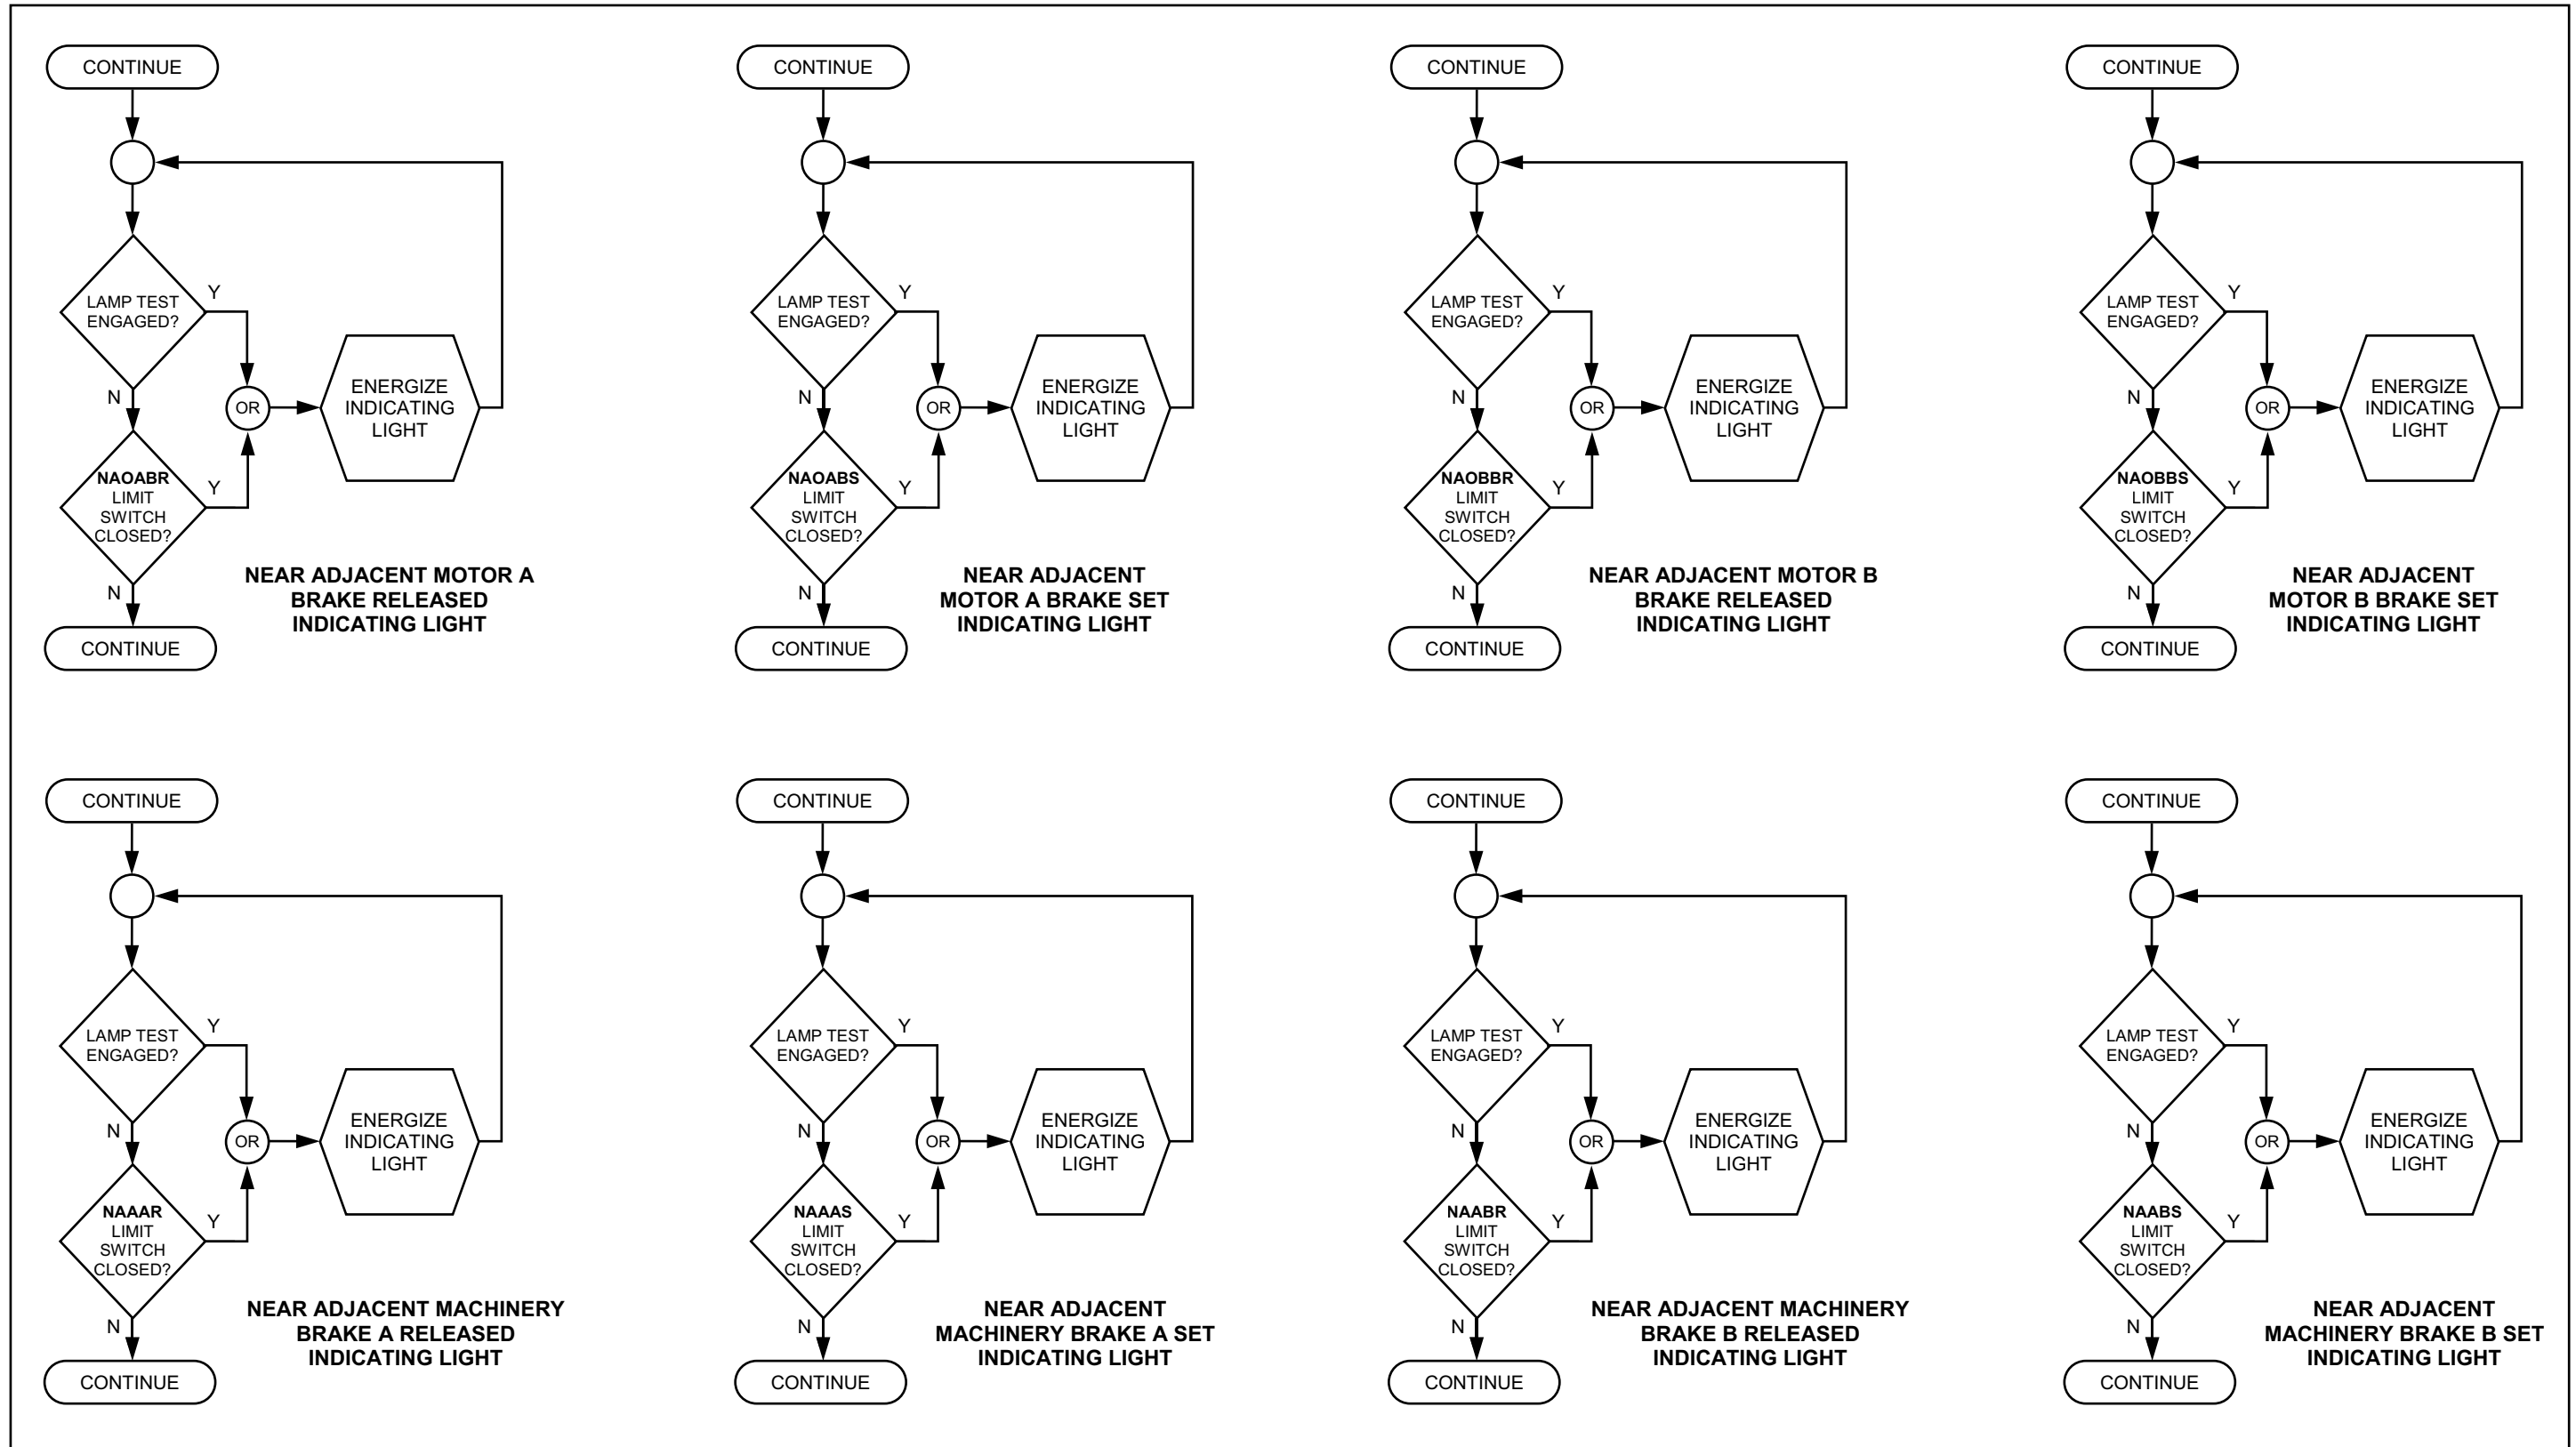 CONTINUE
LAMP TEST
ENGAGED?
Y
N
OR
ENERGIZE
INDICATING
LIGHT
NAOABR
LIMIT
SWITCH
CLOSED?
Y
N
NEAR ADJACENT MOTOR A
BRAKE RELEASED
INDICATING LIGHT
CONTINUE
CONTINUE
LAMP TEST
ENGAGED?
Y
N
OR
ENERGIZE
INDICATING
LIGHT
NAOABS
LIMIT
SWITCH
CLOSED?
Y
N
NEAR ADJACENT
MOTOR A BRAKE SET
INDICATING LIGHT
CONTINUE
CONTINUE
LAMP TEST
ENGAGED?
Y
N
OR
ENERGIZE
INDICATING
LIGHT
NAOBBR
LIMIT
SWITCH
CLOSED?
Y
N
NEAR ADJACENT MOTOR B
BRAKE RELEASED
INDICATING LIGHT
CONTINUE
CONTINUE
LAMP TEST
ENGAGED?
Y
N
OR
ENERGIZE
INDICATING
LIGHT
NAOBBS
LIMIT
SWITCH
CLOSED?
Y
N
NEAR ADJACENT
MOTOR B BRAKE SET
INDICATING LIGHT
CONTINUE
CONTINUE
LAMP TEST
ENGAGED?
Y
N
OR
ENERGIZE
INDICATING
LIGHT
NAAAR
LIMIT
SWITCH
CLOSED?
Y
N
NEAR ADJACENT MACHINERY
BRAKE A RELEASED
INDICATING LIGHT
CONTINUE
CONTINUE
LAMP TEST
ENGAGED?
Y
N
OR
ENERGIZE
INDICATING
LIGHT
NAAAS
LIMIT
SWITCH
CLOSED?
Y
N
NEAR ADJACENT
MACHINERY BRAKE A SET
INDICATING LIGHT
CONTINUE
CONTINUE
LAMP TEST
ENGAGED?
Y
N
OR
ENERGIZE
INDICATING
LIGHT
NAABR
LIMIT
SWITCH
CLOSED?
Y
N
NEAR ADJACENT MACHINERY
BRAKE B RELEASED
INDICATING LIGHT
CONTINUE
CONTINUE
LAMP TEST
ENGAGED?
Y
N
OR
ENERGIZE
INDICATING
LIGHT
NAABS
LIMIT
SWITCH
CLOSED?
Y
N
NEAR ADJACENT
MACHINERY BRAKE B SET
INDICATING LIGHT
CONTINUE